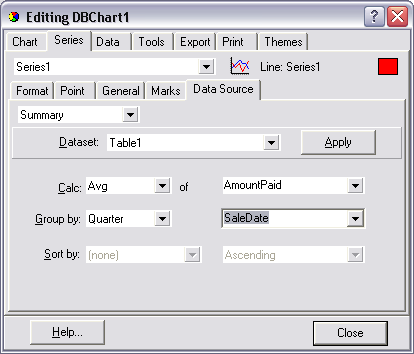 Editing DBChart1
Chart Series Data Tools Export Print Themes
Series1 Line: Series1
Format Point General Marks Data Source
Summary
Dataset: Table1 Apply
Calc: Avg of AmountPaid
Group by: Quarter SaleDate
Sort by: (none) Ascending
Help... Close